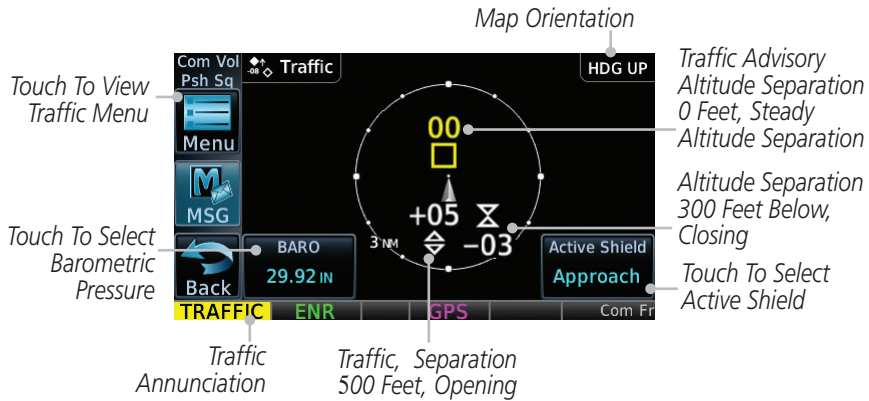 Map Orientation
Com Vol
Psh Sq
-08 Traffic
HDG UP
Touch To View
Traffic Menu
Traffic Advisory
Altitude Separation
0 Feet, Steady
Altitude Separation
00
Menu
MSG
+05
-03
3 NM
Altitude Separation
300 Feet Below,
Closing
Touch To Select
Barometric
Pressure
BARO
29.92 IN
Back
Active Shield
Approach
Touch To Select
Active Shield
TRAFFIC
ENR
GPS
Com Fr
Traffic
Annunciation
Traffic, Separation
500 Feet, Opening